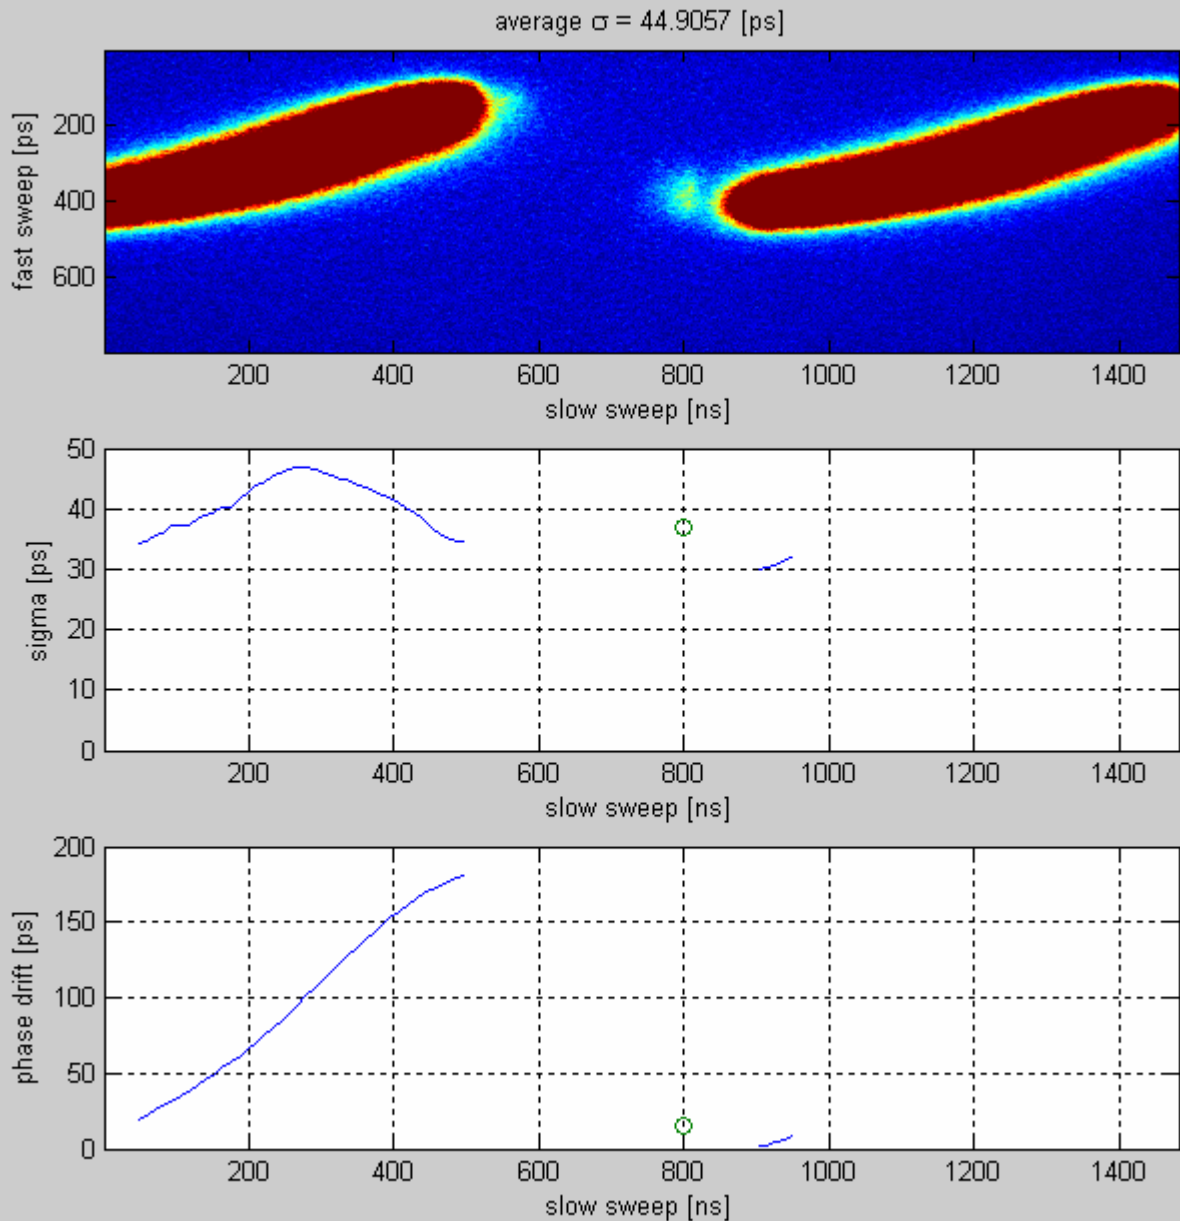 average σ = 44.9057 [ps]
fast sweep [ps]
200
400
600
200 400 600 800 1000 1200 1400
slow sweep [ns]
sigma [ps]
50
40
30
20
10
0
200 400 600 800 1000 1200 1400
slow sweep [ns]
phase drift [ps]
200
150
100
50
0
200 400 600 800 1000 1200 1400
slow sweep [ns]